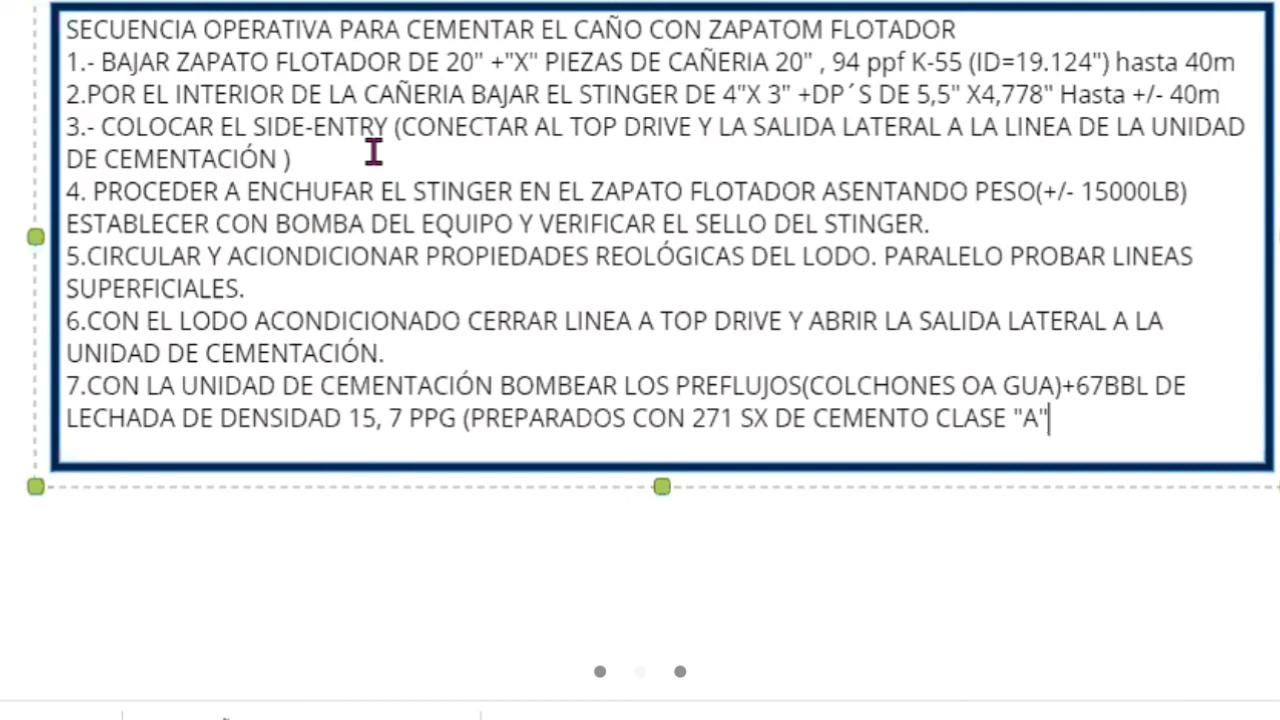 SECUENCIA OPERATIVA PARA CEMENTAR EL CAÑO CON ZAPATOM FLOTADOR
1.- BAJAR ZAPATO FLOTADOR DE 20" +"X" PIEZAS DE CAÑERIA 20" , 94 ppf K-55 (ID=19.124") hasta 40m
2.POR EL INTERIOR DE LA CAÑERIA BAJAR EL STINGER DE 4"X 3" +DP´S DE 5,5" X4,778" Hasta +/- 40m
3.- COLOCAR EL SIDE-ENTRY (CONECTAR AL TOP DRIVE Y LA SALIDA LATERAL A LA LINEA DE LA UNIDAD
DE CEMENTACIÓN )
4. PROCEDER A ENCHUFAR EL STINGER EN EL ZAPATO FLOTADOR ASENTANDO PESO(+/- 15000LB)
ESTABLECER CON BOMBA DEL EQUIPO Y VERIFICAR EL SELLO DEL STINGER.
5.CIRCULAR Y ACIONDICIONAR PROPIEDADES REOLÓGICAS DEL LODO. PARALELO PROBAR LINEAS
SUPERFICIALES.
6.CON EL LODO ACONDICIONADO CERRAR LINEA A TOP DRIVE Y ABRIR LA SALIDA LATERAL A LA
UNIDAD DE CEMENTACIÓN.
7.CON LA UNIDAD DE CEMENTACIÓN BOMBEAR LOS PREFLUJOS(COLCHONES OA GUA)+67BBL DE
LECHADA DE DENSIDAD 15, 7 PPG (PREPARADOS CON 271 SX DE CEMENTO CLASE "A"